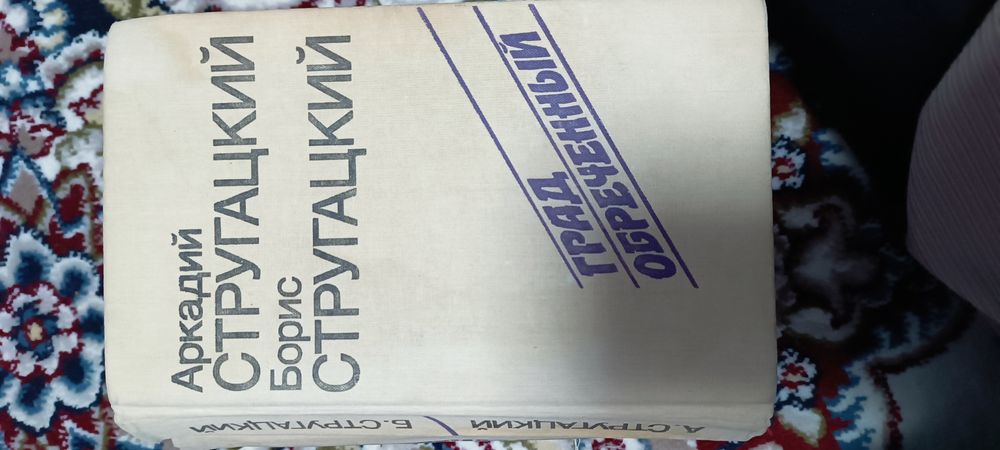 Аркадий
СТРУГАЦКИЙ
Борис
СТРУГАЦКИЙ
ГРАД
ОБРЕЧЕННЫЙ
А.СТРУГАЦКИЙ
Б.СТРУГАЦКИЙ